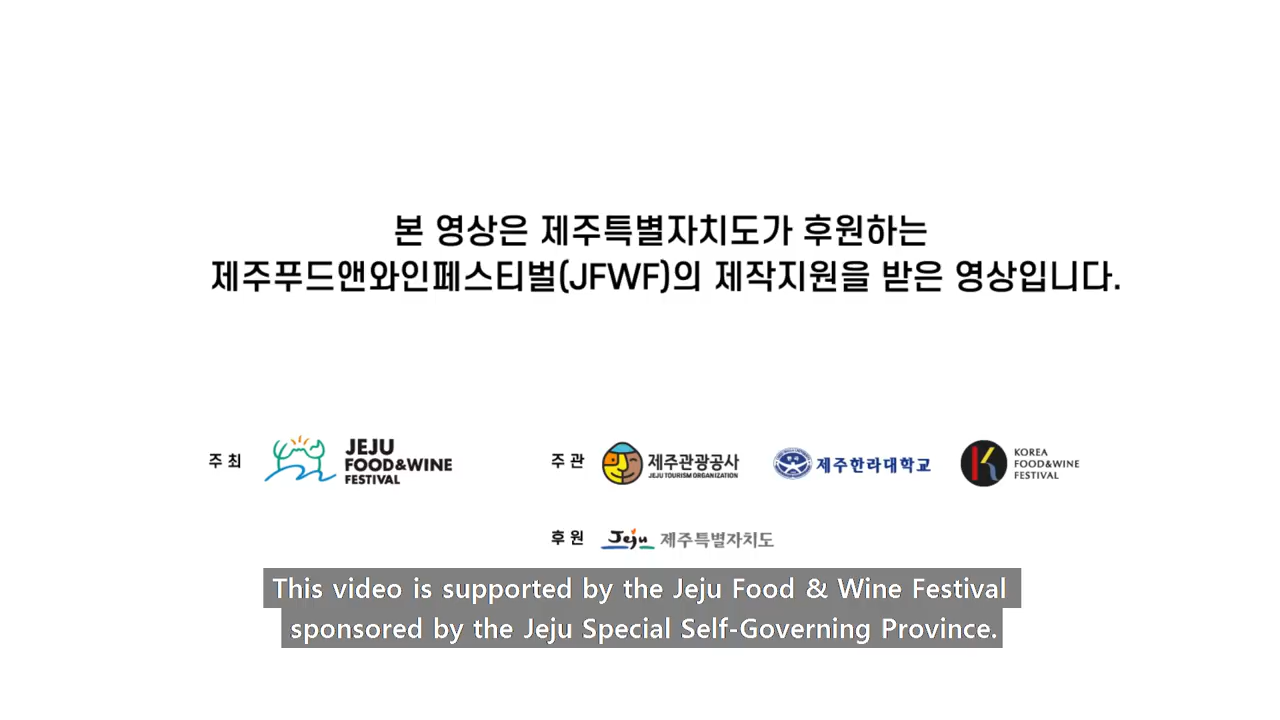 본 영상은 제주특별자치도가 후원하는
제주푸드앤와인페스티벌(JFWF)의 제작지원을 받은 영상입니다.
주최
JEJU
FOOD&WINE
FESTIVAL
주관
제주관광공사
JEJU TOURISM ORGANIZATION
제주한라대학교
KOREA
FOOD&WINE
FESTIVAL
후원
Jeju 제주특별자치도
This video is supported by the Jeju Food & Wine Festival
sponsored by the Jeju Special Self-Governing Province.